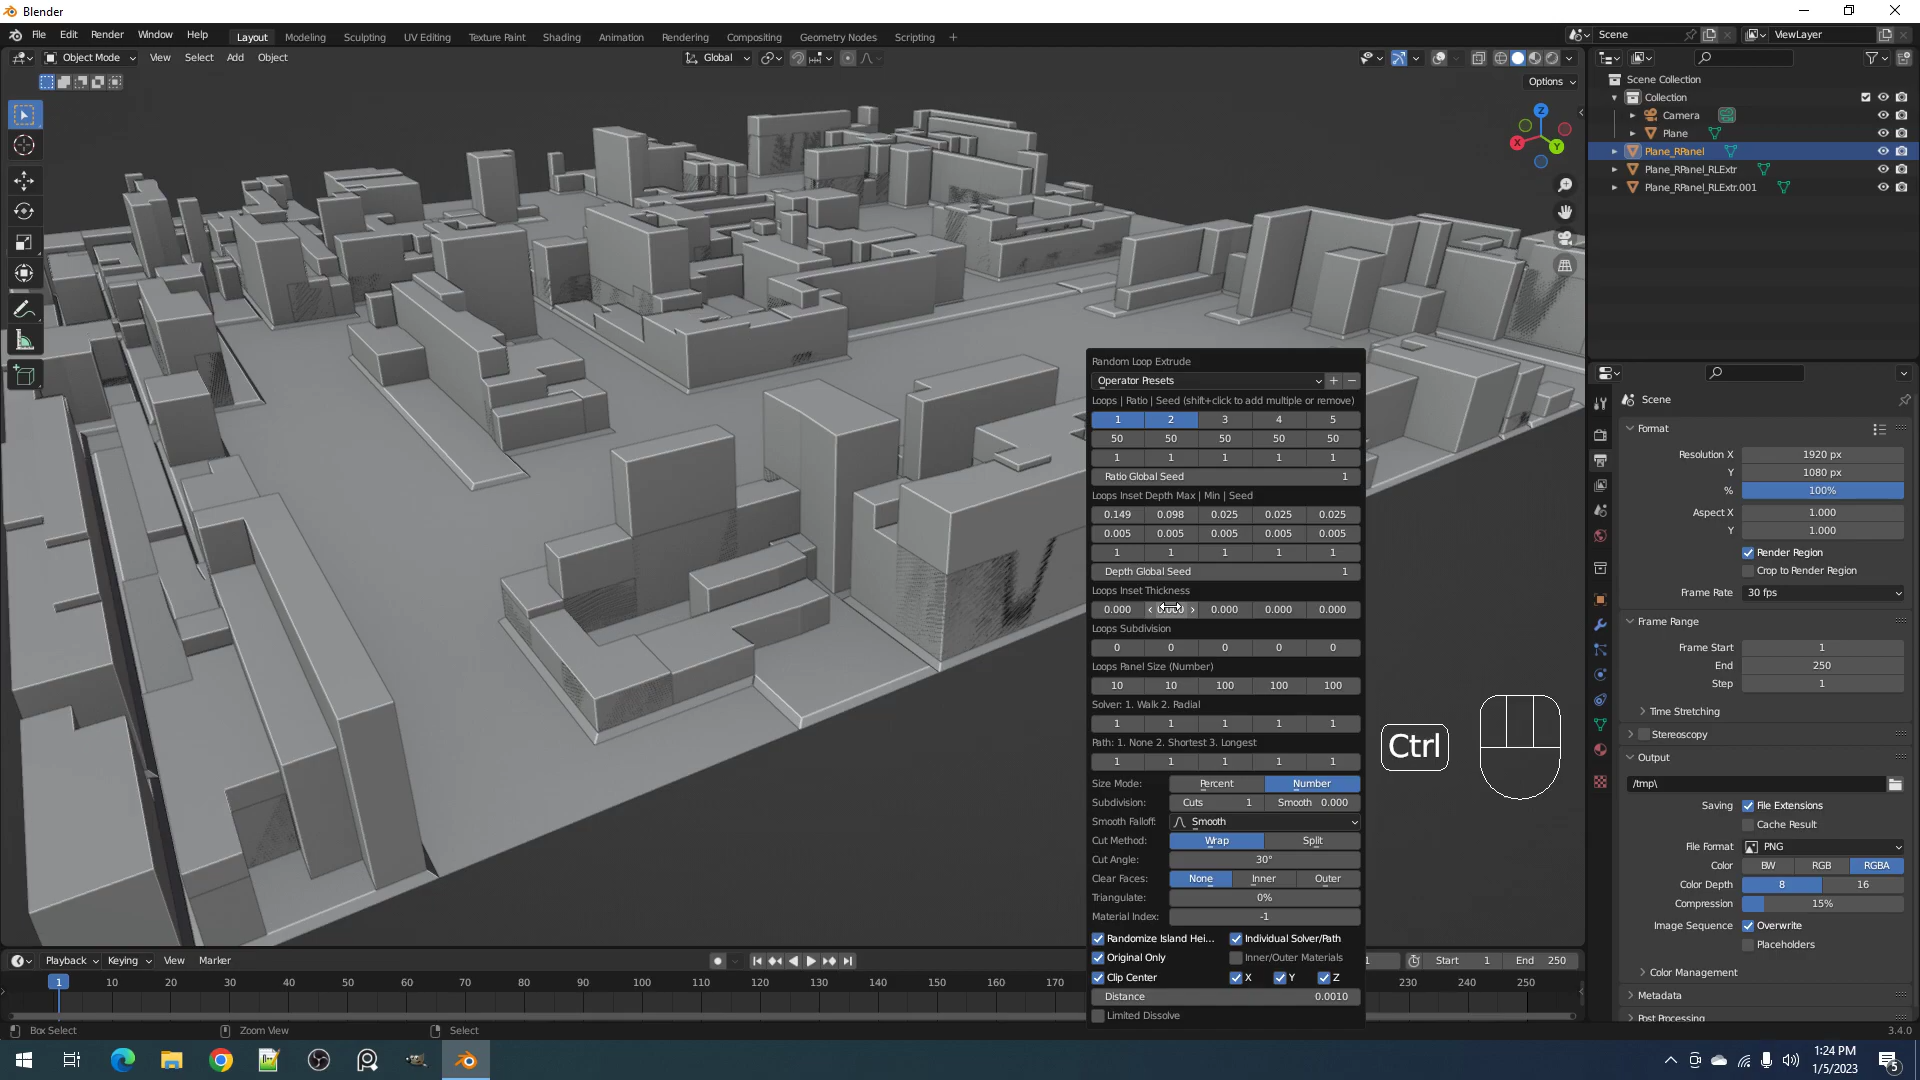 Blender
File Edit Render Window Help Layout Modeling Sculpting UV Editing Texture Paint Shading Animation Rendering Compositing Geometry Nodes Scripting + Scene ViewLayer
Object Mode View Select Add Object Global
Options
Z
X
Y
Scene Collection
Collection
Camera
Plane
Plane_RPanel
Plane_RPanel_RLExtr
Plane_RPanel_RLExtr.001
Random Loop Extrude
Operator Presets
Loops | Ratio | Seed (shift+click to add multiple or remove)
1 2 3 4 5
50 50 50 50 50
1 1 1 1 1
Ratio Global Seed 1
Loops Inset Depth Max | Min | Seed
0.149 0.098 0.025 0.025 0.025
0.005 0.005 0.005 0.005 0.005
1 1 1 1 1
Depth Global Seed 1
Loops Inset Thickness
0.000 0.000 0.000 0.000
Loops Subdivision
0 0 0 0 0
Loops Panel Size (Number)
10 10 100 100 100
Solver: 1. Walk 2. Radial
1 1 1 1 1
Path: 1. None 2. Shortest 3. Longest
1 1 1 1 1
Size Mode: Percent Number
Subdivision: Cuts 1 Smooth 0.000
Smooth Falloff: Smooth
Cut Method: Wrap Split
Cut Angle: 30°
Clear Faces: None Inner Outer
Triangulate: 0%
Material Index: -1
Randomize Island Hei... Individual Solver/Path
Original Only Inner/Outer Materials
Clip Center X Y Z
Distance 0.0010
Limited Dissolve
Ctrl
Scene
Format
Resolution X 1920 px
Y 1080 px
% 100%
Aspect X 1.000
Y 1.000
Render Region
Crop to Render Region
Frame Rate 30 fps
Frame Range
Frame Start 1
End 250
Step 1
Time Stretching
Stereoscopy
Output
/tmp\
Saving File Extensions
Cache Result
File Format PNG
Color BW RGB RGBA
Color Depth 8 16
Compression 15%
Image Sequence Overwrite
Placeholders
Color Management
Metadata
Post Processing
Playback Keying View Marker 1 Start 1 End 250
1 10 20 30 40 50 60 70 80 90 100 110 120 130 140 150 160 170 230 240 250
Box Select Zoom View Select 3.4.0
1:24 PM
1/5/2023
5